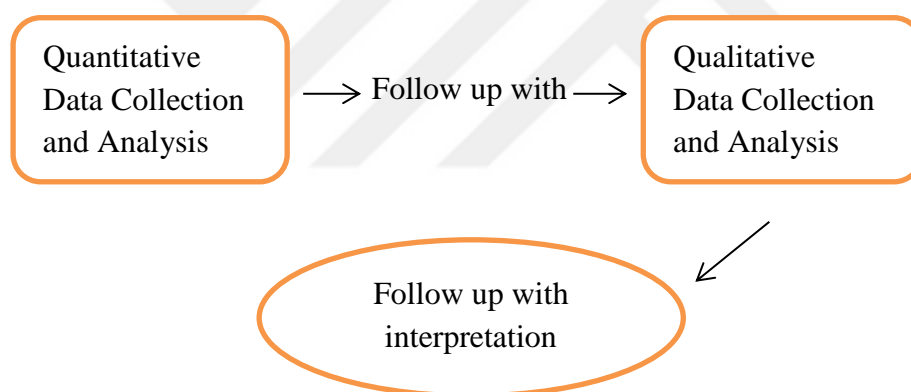 Quantitative
Data Collection
and Analysis
Follow up with
Qualitative
Data Collection
and Analysis
Follow up with
interpretation